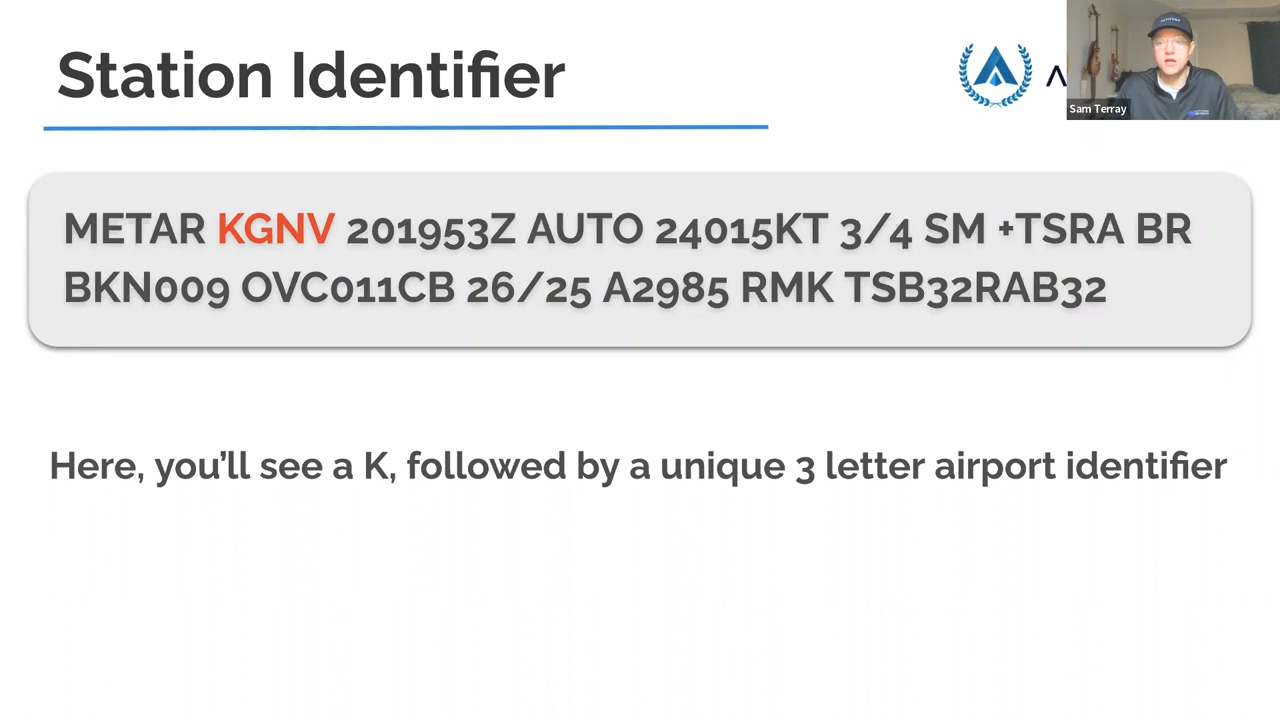 Station Identifier
Sam Terray
METAR KGNV 201953Z AUTO 24015KT 3/4 SM +TSRA BR
BKN009 OVC011CB 26/25 A2985 RMK TSB32RAB32
Here, you’ll see a K, followed by a unique 3 letter airport identifier